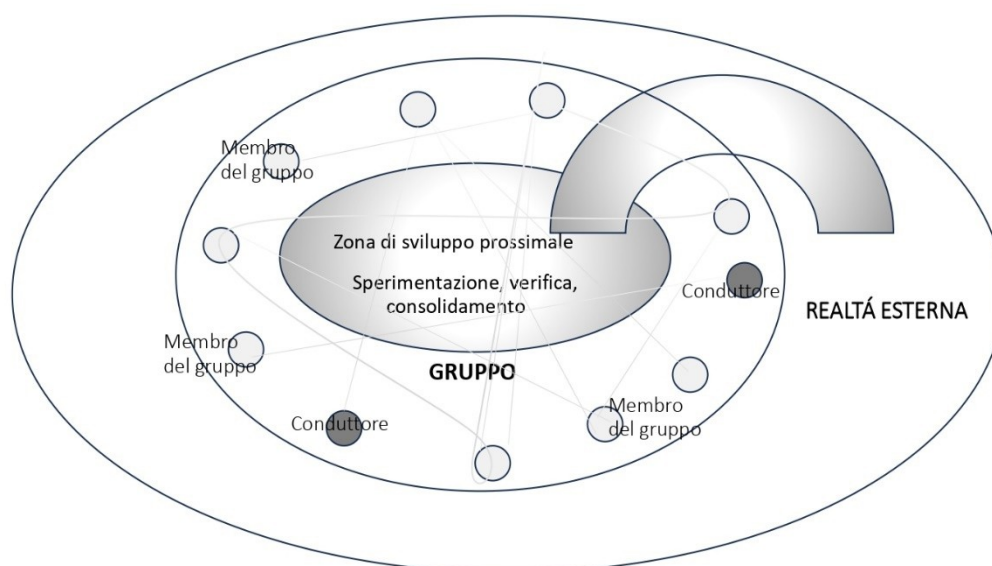 Membro
del gruppo
Zona di sviluppo prossimale
Sperimentazione, verifica,
consolidamento
Conduttore
REALTÁ ESTERNA
Membro
del gruppo
GRUPPO
Conduttore
Membro
del gruppo